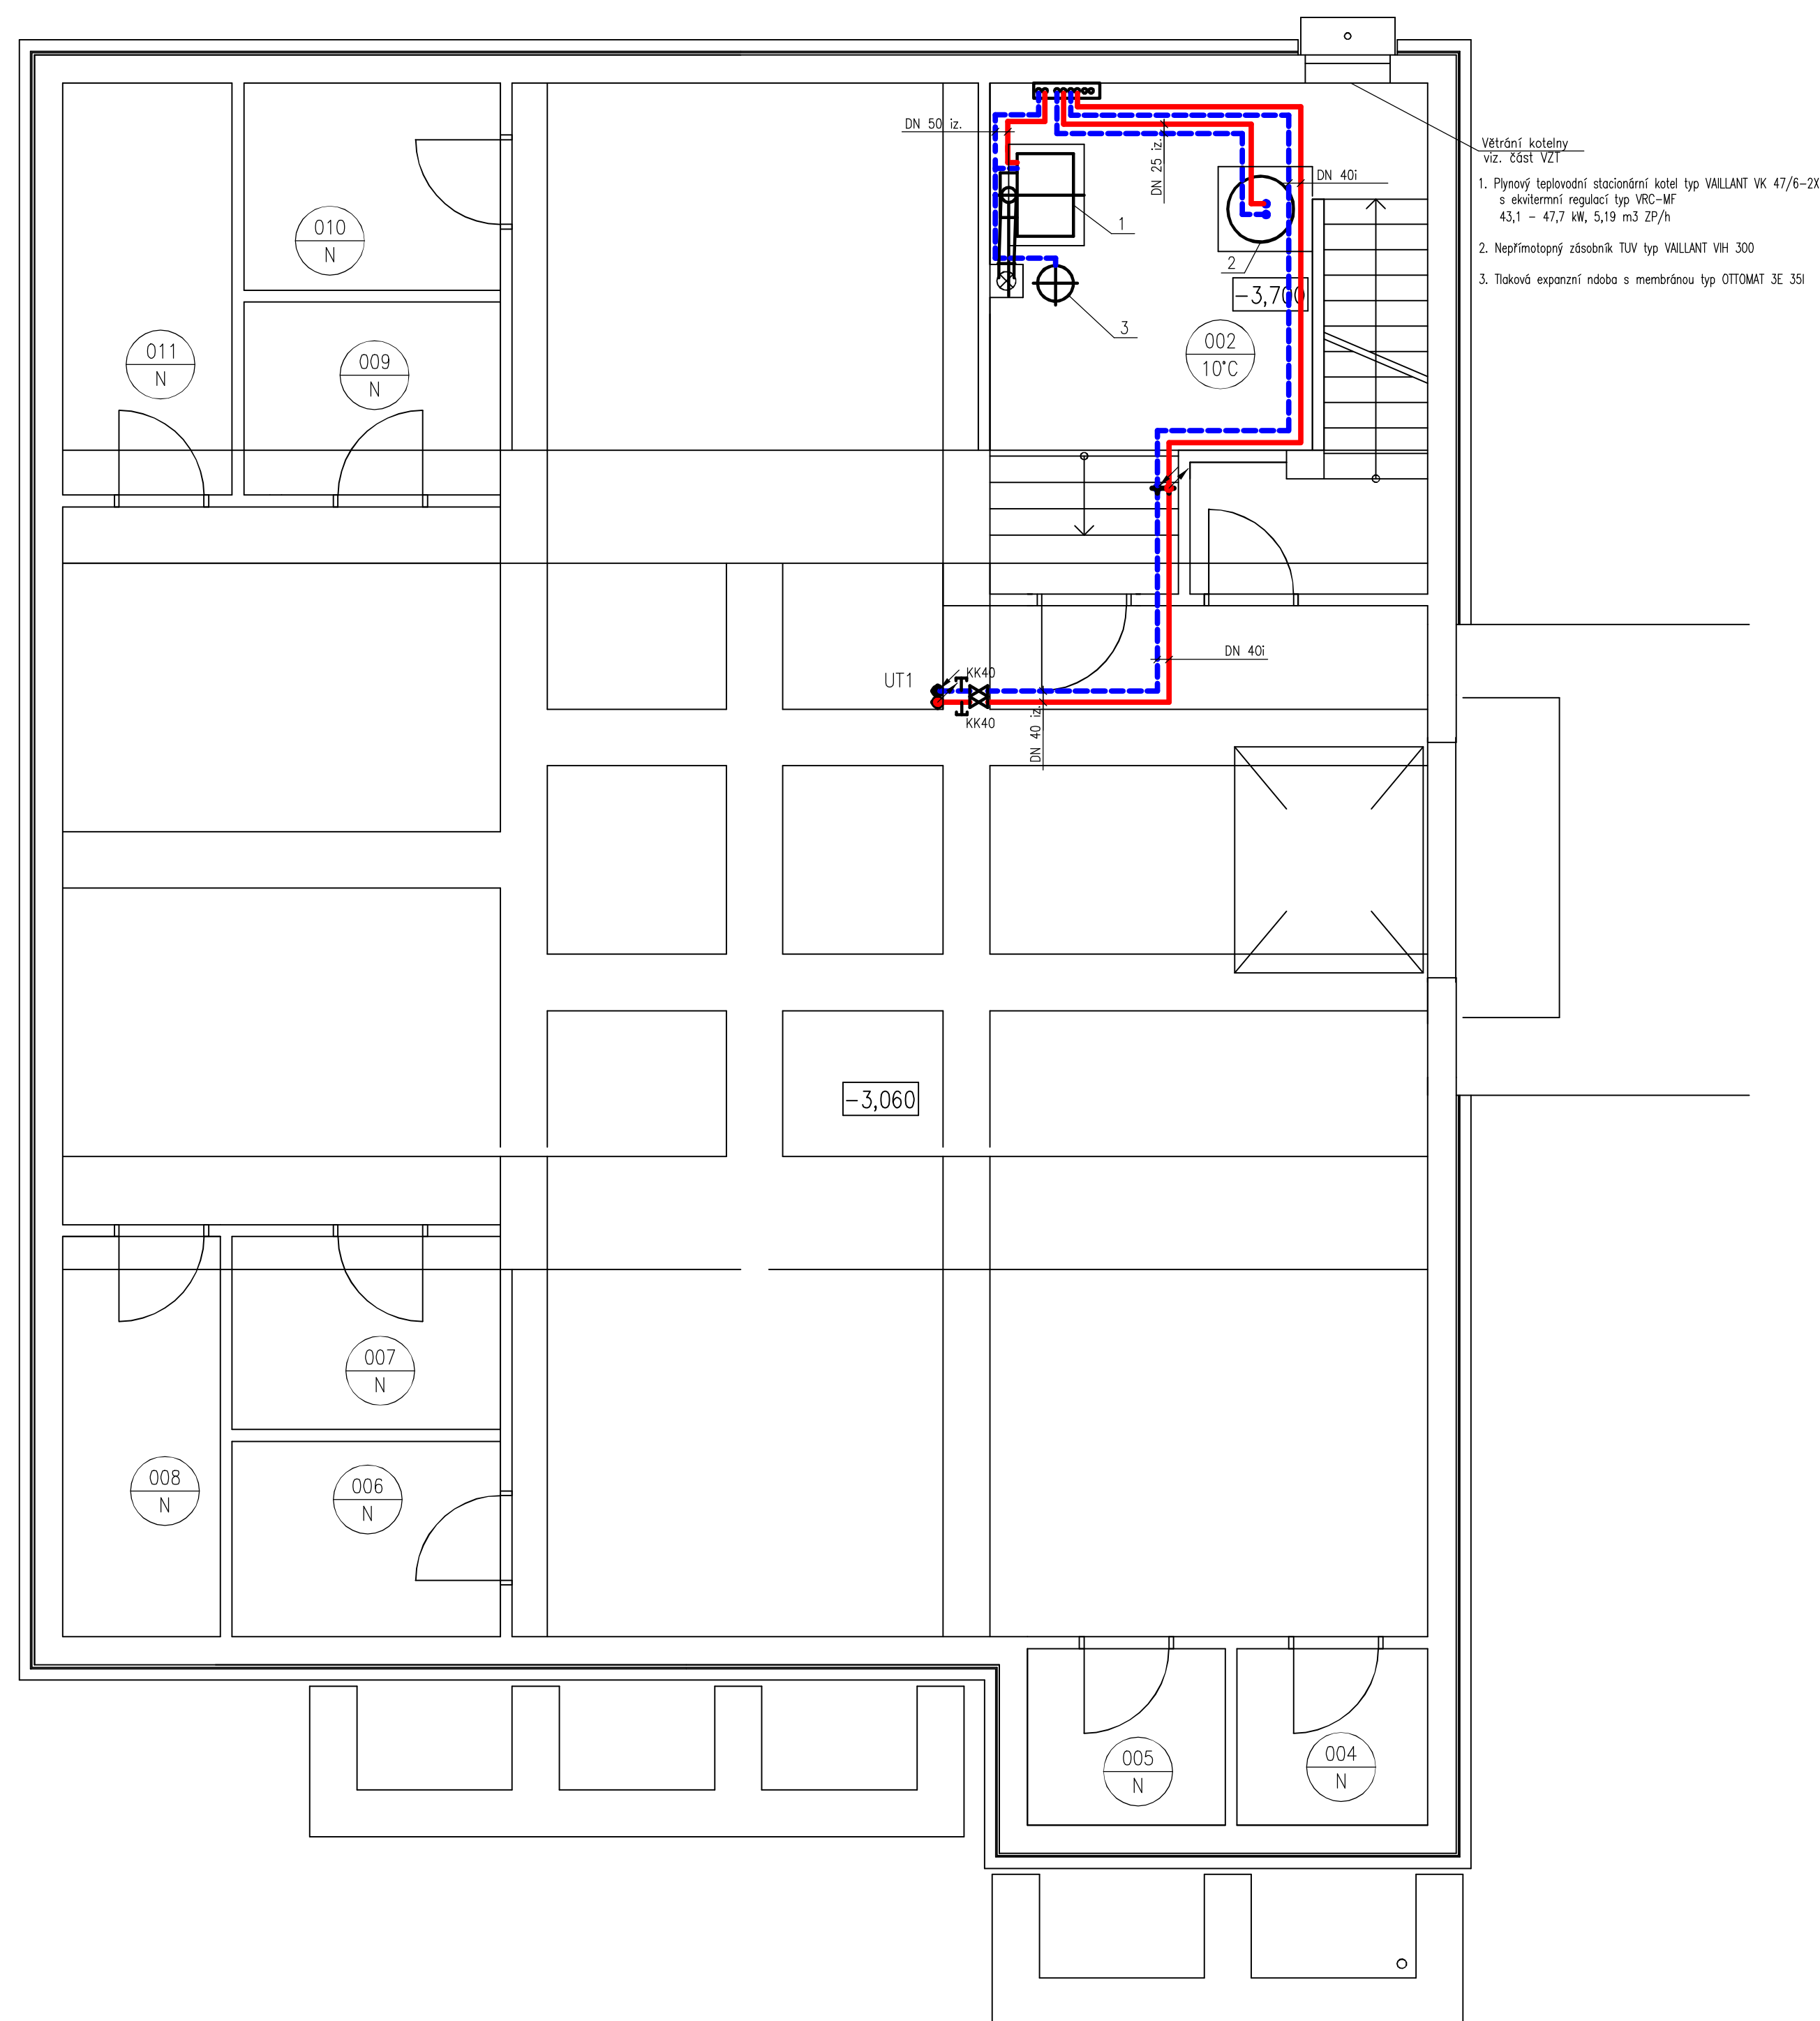 DN 50 iz.
DN 25 iz.
DN 40i
Větrání kotelny
viz. část VZT
1. Plynový teplovodní stacionární kotel typ VAILLANT VK 47/6-2X
s ekvitermní regulací typ VRC-MF
43,1 - 47,7 kW, 5,19 m3 ZP/h
2. Nepřímotopný zásobník TUV typ VAILLANT VIH 300
3. Tlaková expanzní ndoba s membránou typ OTTOMAT 3E 35l
1
2
3
-3,700
010
N
011
N
009
N
002
10°C
DN 40i
UT1
KK40
KK40
DN 40 iz.
-3,060
007
N
008
N
006
N
005
N
004
N